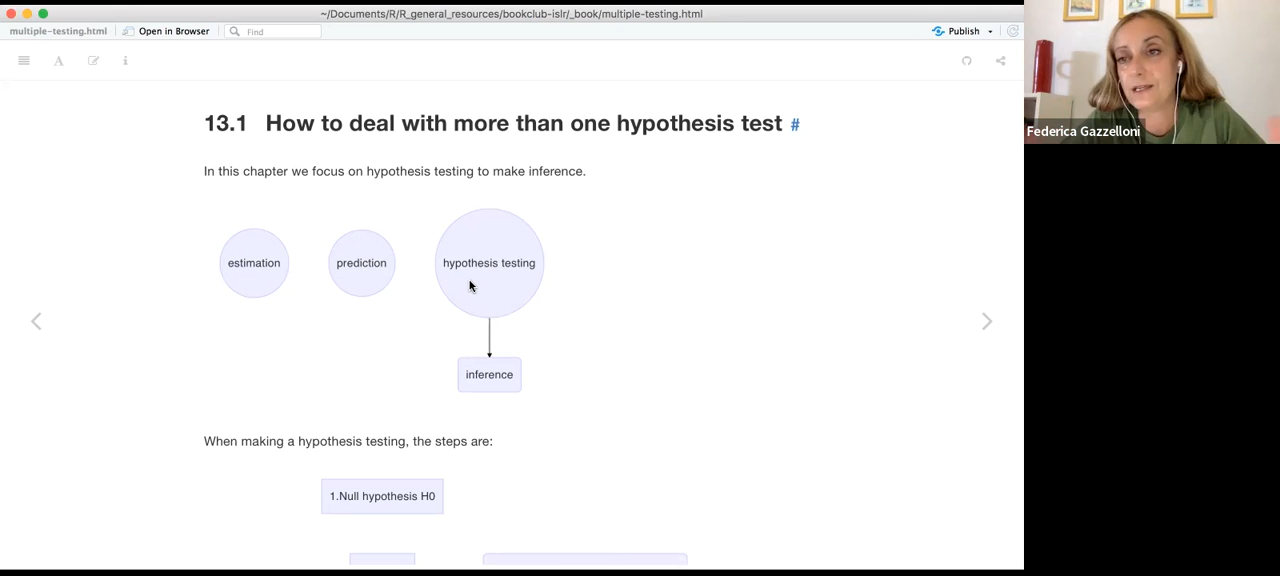 ~/Documents/R/R_general_resources/bookclub-islr/_book/multiple-testing.html
multiple-testing.html
Open in Browser
Find
Publish
A
i
13.1 How to deal with more than one hypothesis test #
In this chapter we focus on hypothesis testing to make inference.
estimation
prediction
hypothesis testing
inference
When making a hypothesis testing, the steps are:
1.Null hypothesis H0
Federica Gazzelloni